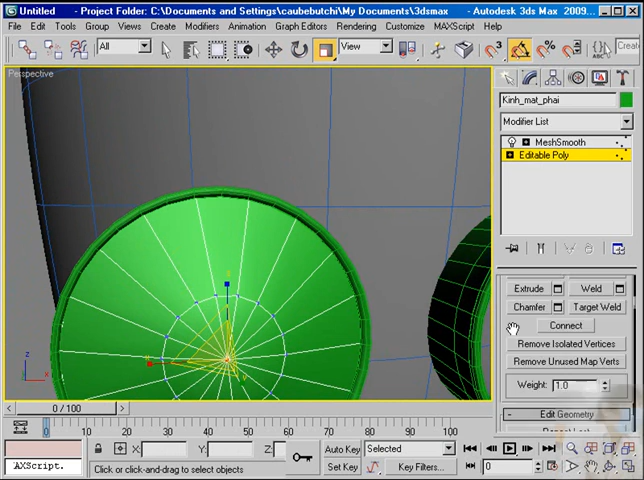 Untitled - Project Folder: C:\Documents and Settings\caubebutchi\My Documents\3dsmax - Autodesk 3ds Max 2009...
File Edit Tools Group Views Create Modifiers Animation Graph Editors Rendering Customize MAXScript Help
All View Create
Perspective
Kinh_mat_phai
Modifier List
MeshSmooth
Editable Poly
Extrude Weld
Chamfer Target Weld
Connect
Remove Isolated Vertices
Remove Unused Map Verts
Weight: 1.0
- Edit Geometry
z
x
0 / 100
0 10 20 30 40 50 60 70 80 90 100
X: Y: Z: Auto Key Selected
AXScript. Click or click-and-drag to select objects Set Key Key Filters... 0